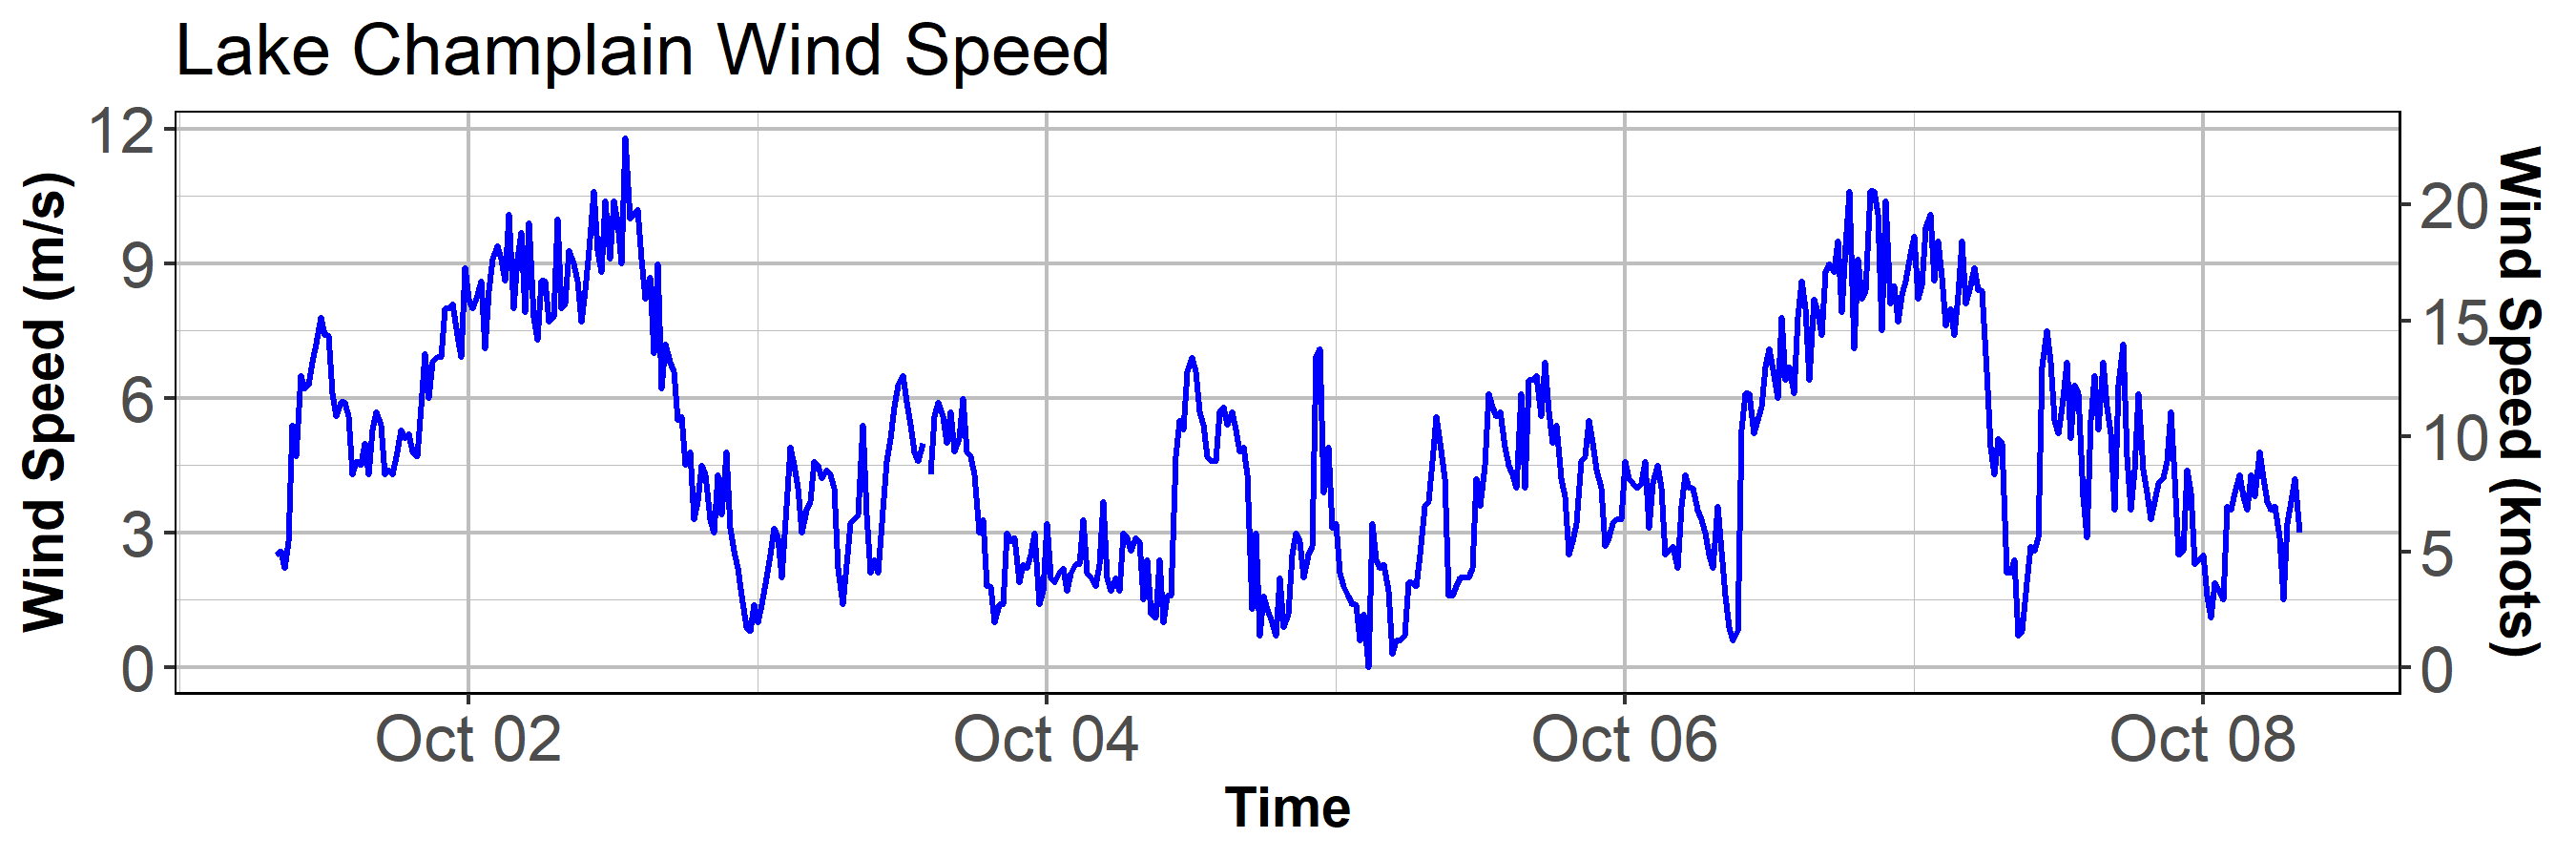 Lake Champlain Wind Speed
Wind Speed (m/s)
12
9
6
3
0
20
15
10
5
0
Wind Speed (knots)
Oct 02
Oct 04
Oct 06
Oct 08
Time